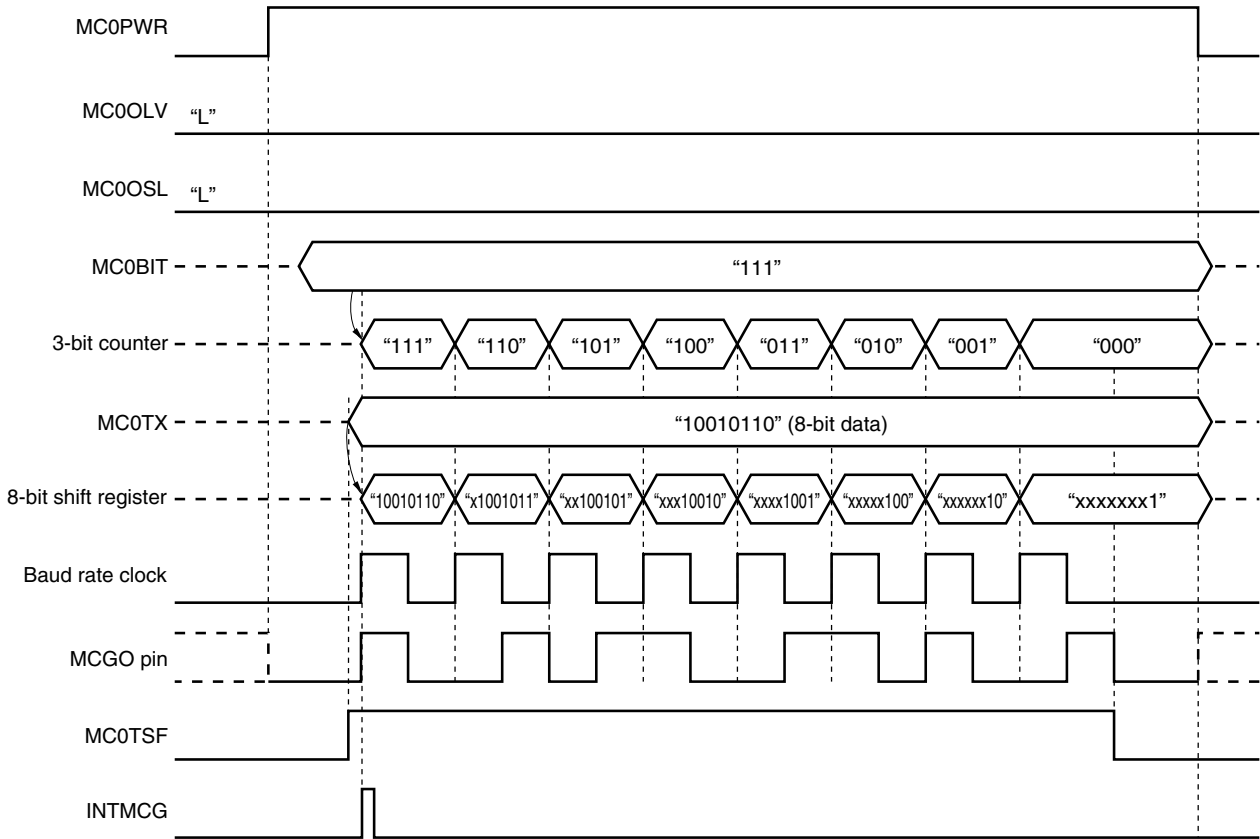 MC0PWR
MC0OLV “L”
MC0OSL “L”
MC0BIT “111”
3-bit counter “111” “110” “101” “100” “011” “010” “001” “000”
MC0TX “10010110” (8-bit data)
8-bit shift register “10010110” “x1001011” “xx100101” “xxx10010” “xxxx1001” “xxxxx100” “xxxxxx10” “xxxxxxx1”
Baud rate clock
MCGO pin
MC0TSF
INTMCG